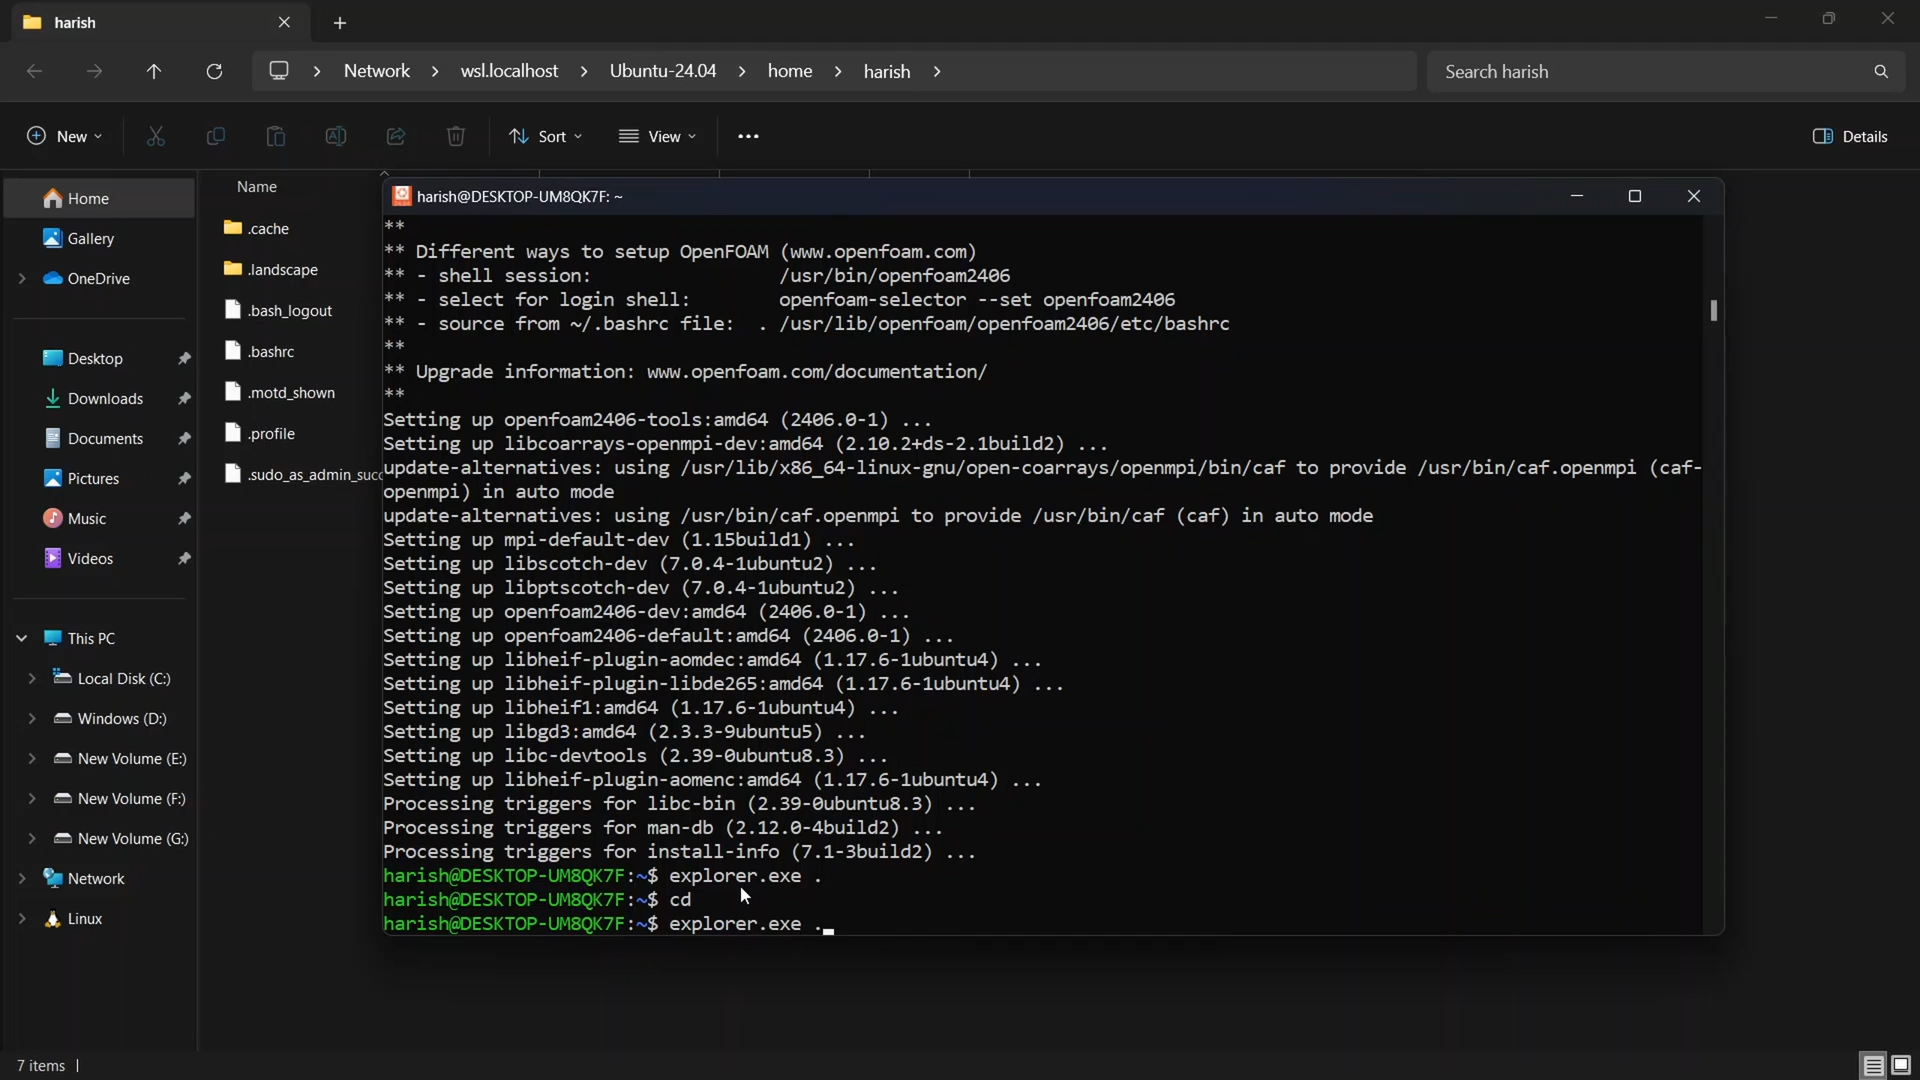 harish
Network
wsl.localhost
Ubuntu-24.04
home
harish
Search harish
New
Sort
View
Details
Home
Gallery
OneDrive
Desktop
Downloads
Documents
Pictures
Music
Videos
This PC
Local Disk (C:)
Windows (D:)
New Volume (E:)
New Volume (F:)
New Volume (G:)
Network
Linux
Name
.cache
.landscape
.bash_logout
.bashrc
.motd_shown
.profile
.sudo_as_admin_succ
harish@DESKTOP-UM8QK7F: ~
**
** Different ways to setup OpenFOAM (www.openfoam.com)
** - shell session: /usr/bin/openfoam2406
** - select for login shell: openfoam-selector --set openfoam2406
** - source from ~/.bashrc file: . /usr/lib/openfoam/openfoam2406/etc/bashrc
**
** Upgrade information: www.openfoam.com/documentation/
**
Setting up openfoam2406-tools:amd64 (2406.0-1) ...
Setting up libcoarrays-openmpi-dev:amd64 (2.10.2+ds-2.1build2) ...
update-alternatives: using /usr/lib/x86_64-linux-gnu/open-coarrays/openmpi/bin/caf to provide /usr/bin/caf.openmpi (caf-
openmpi) in auto mode
update-alternatives: using /usr/bin/caf.openmpi to provide /usr/bin/caf (caf) in auto mode
Setting up mpi-default-dev (1.15build1) ...
Setting up libscotch-dev (7.0.4-1ubuntu2) ...
Setting up libptscotch-dev (7.0.4-1ubuntu2) ...
Setting up openfoam2406-dev:amd64 (2406.0-1) ...
Setting up openfoam2406-default:amd64 (2406.0-1) ...
Setting up libheif-plugin-aomdec:amd64 (1.17.6-1ubuntu4) ...
Setting up libheif-plugin-libde265:amd64 (1.17.6-1ubuntu4) ...
Setting up libheif1:amd64 (1.17.6-1ubuntu4) ...
Setting up libgd3:amd64 (2.3.3-9ubuntu5) ...
Setting up libc-devtools (2.39-0ubuntu8.3) ...
Setting up libheif-plugin-aomenc:amd64 (1.17.6-1ubuntu4) ...
Processing triggers for libc-bin (2.39-0ubuntu8.3) ...
Processing triggers for man-db (2.12.0-4build2) ...
Processing triggers for install-info (7.1-3build2) ...
harish@DESKTOP-UM8QK7F:~$ explorer.exe .
harish@DESKTOP-UM8QK7F:~$ cd
harish@DESKTOP-UM8QK7F:~$ explorer.exe .
7 items